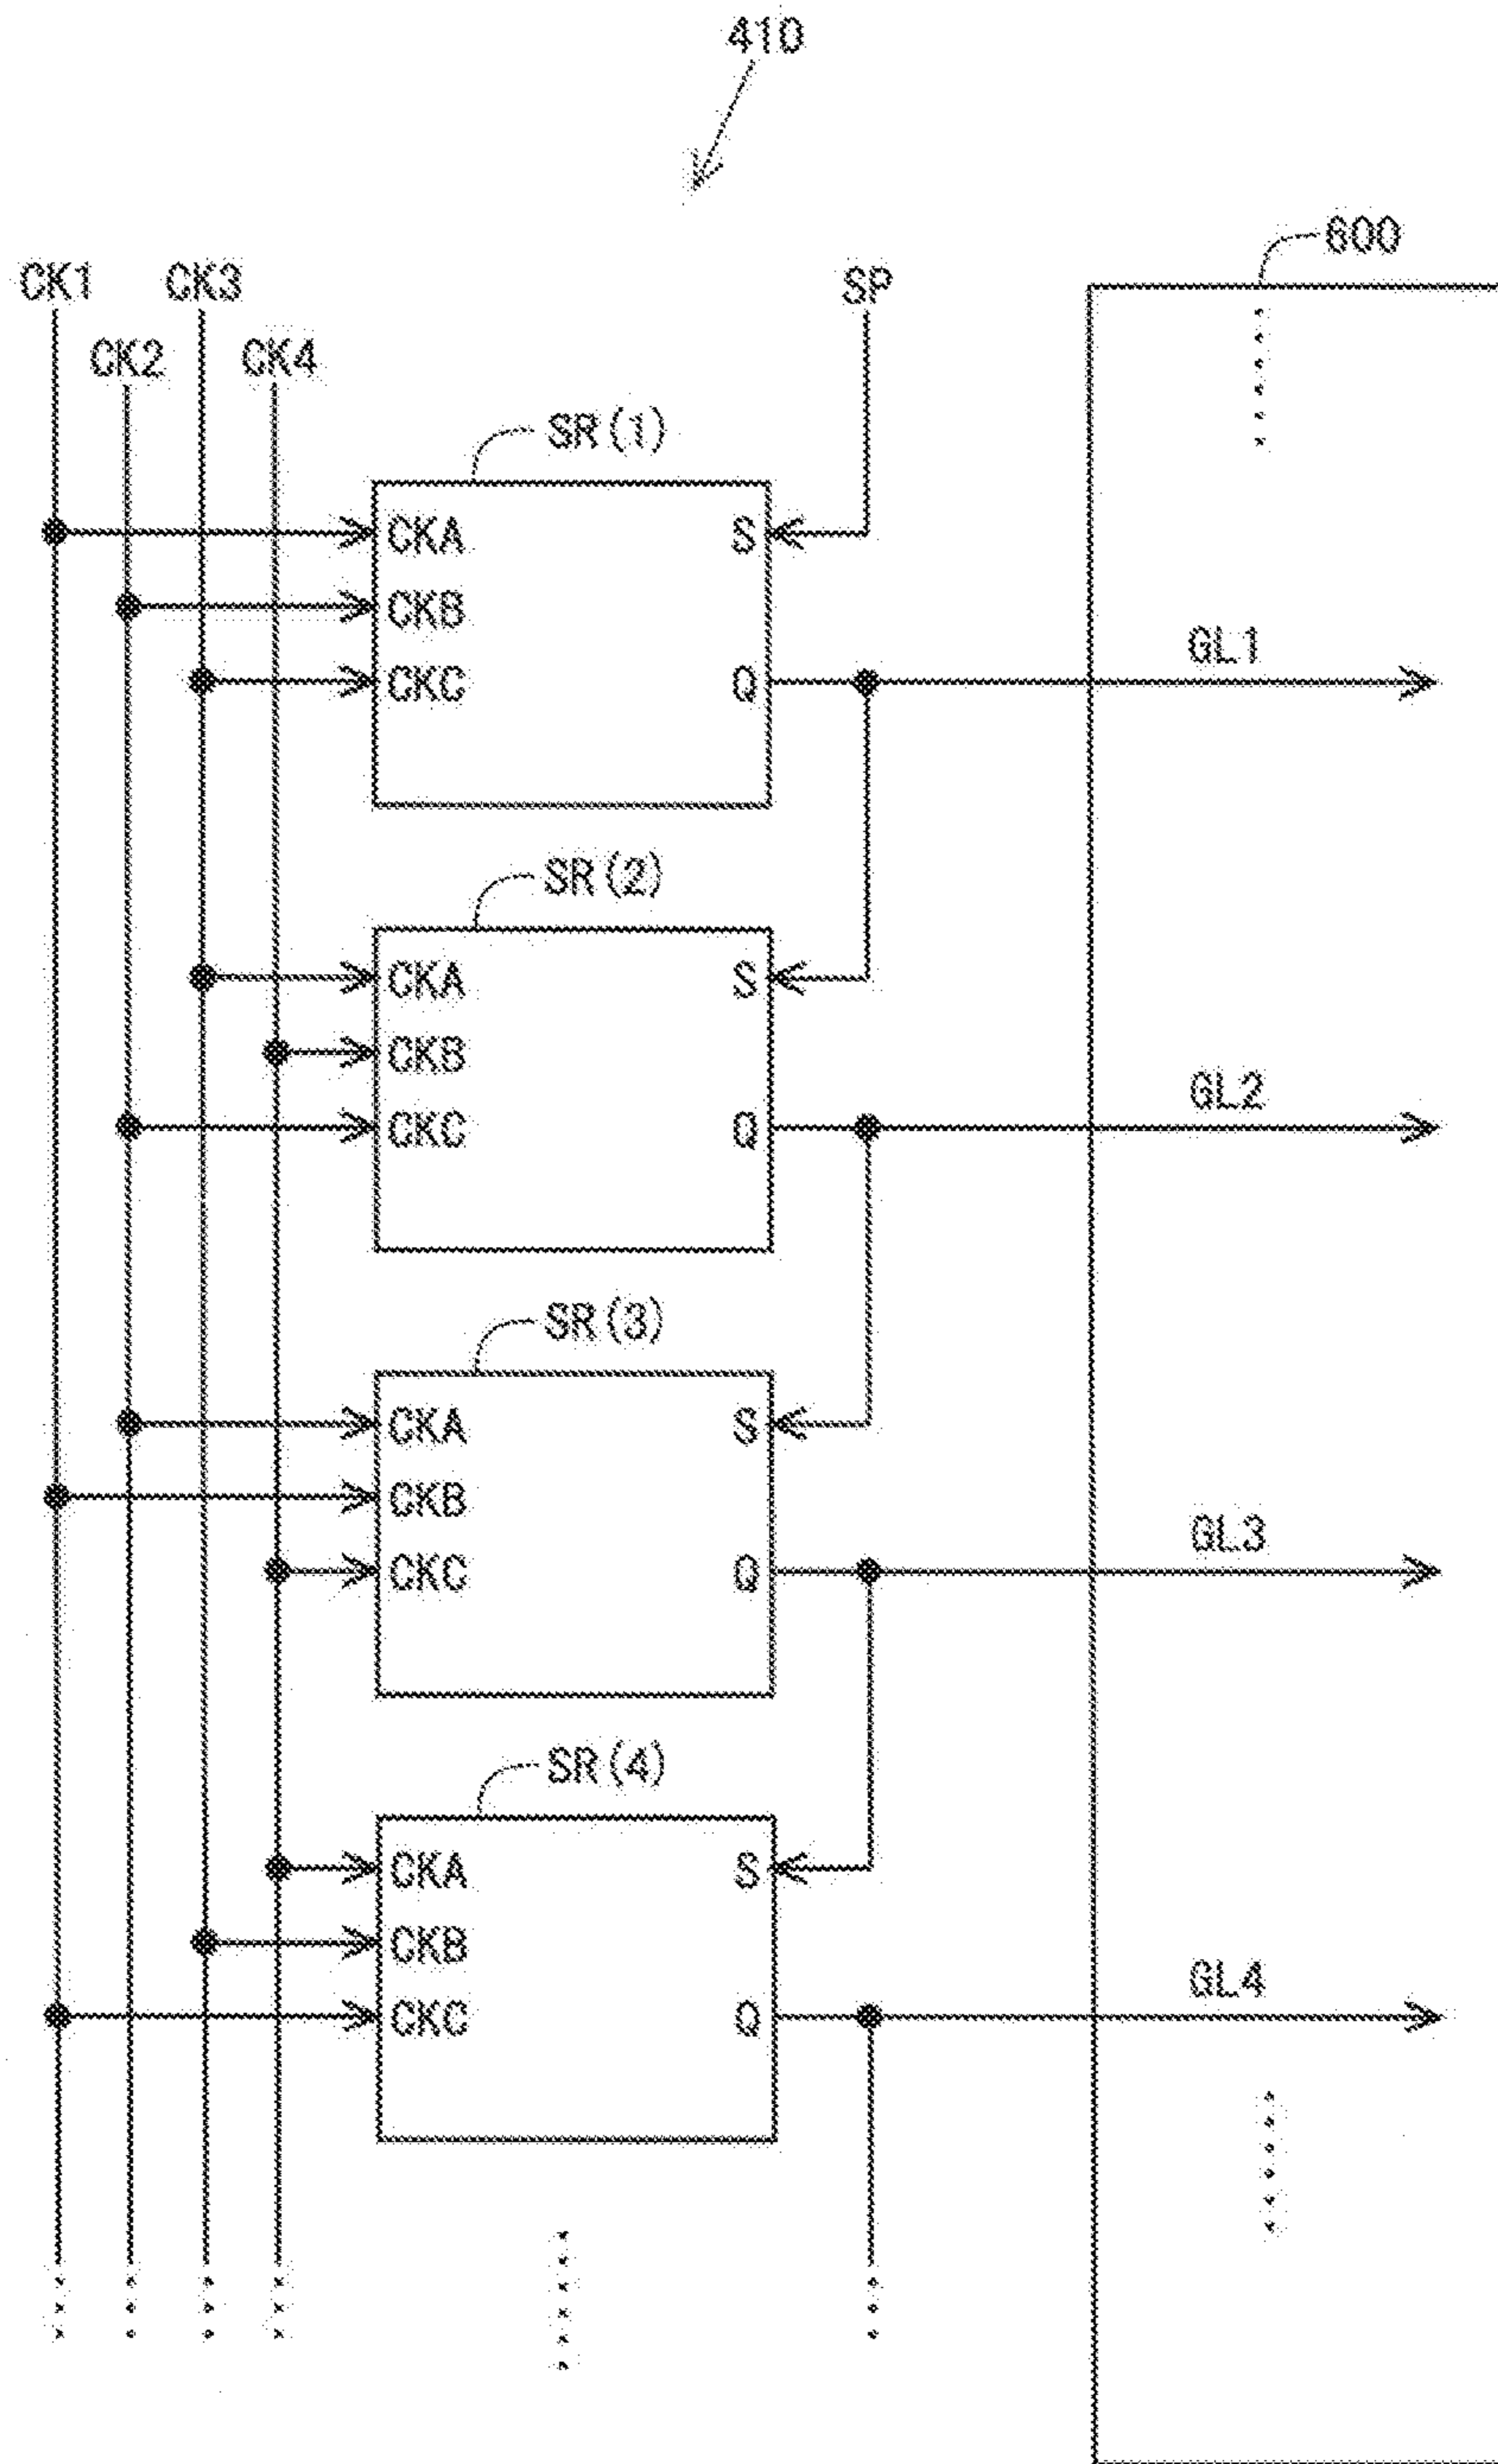 410
600
CK1 CK3 SP
CK2 CK4
SR(1)
CKA S
CKB
CKC Q GL1
SR(2)
CKA S
CKB
CKC Q GL2
SR(3)
CKA S
CKB
CKC Q GL3
SR(4)
CKA S
CKB
CKC Q GL4